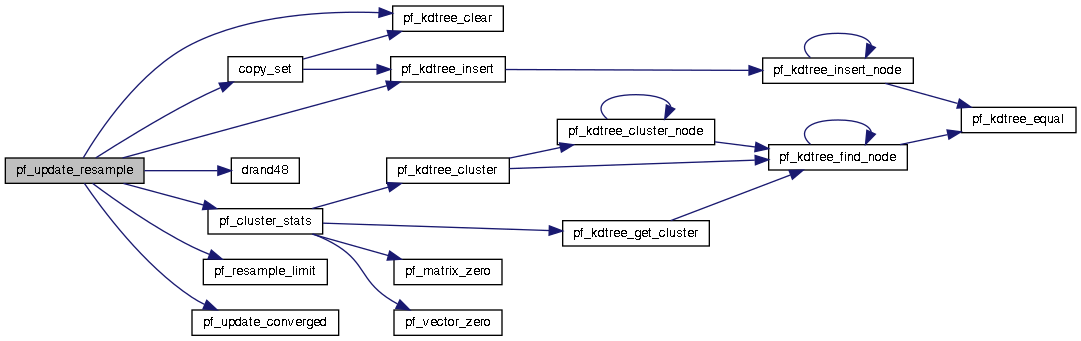 pf_kdtree_clear
copy_set
pf_kdtree_insert
pf_kdtree_insert_node
pf_kdtree_equal
pf_kdtree_cluster_node
pf_kdtree_find_node
pf_update_resample
drand48
pf_kdtree_cluster
pf_cluster_stats
pf_kdtree_get_cluster
pf_resample_limit
pf_matrix_zero
pf_update_converged
pf_vector_zero